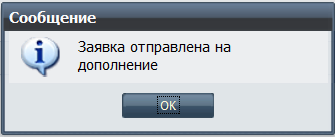 Сообщение
Заявка отправлена на
дополнение
OK